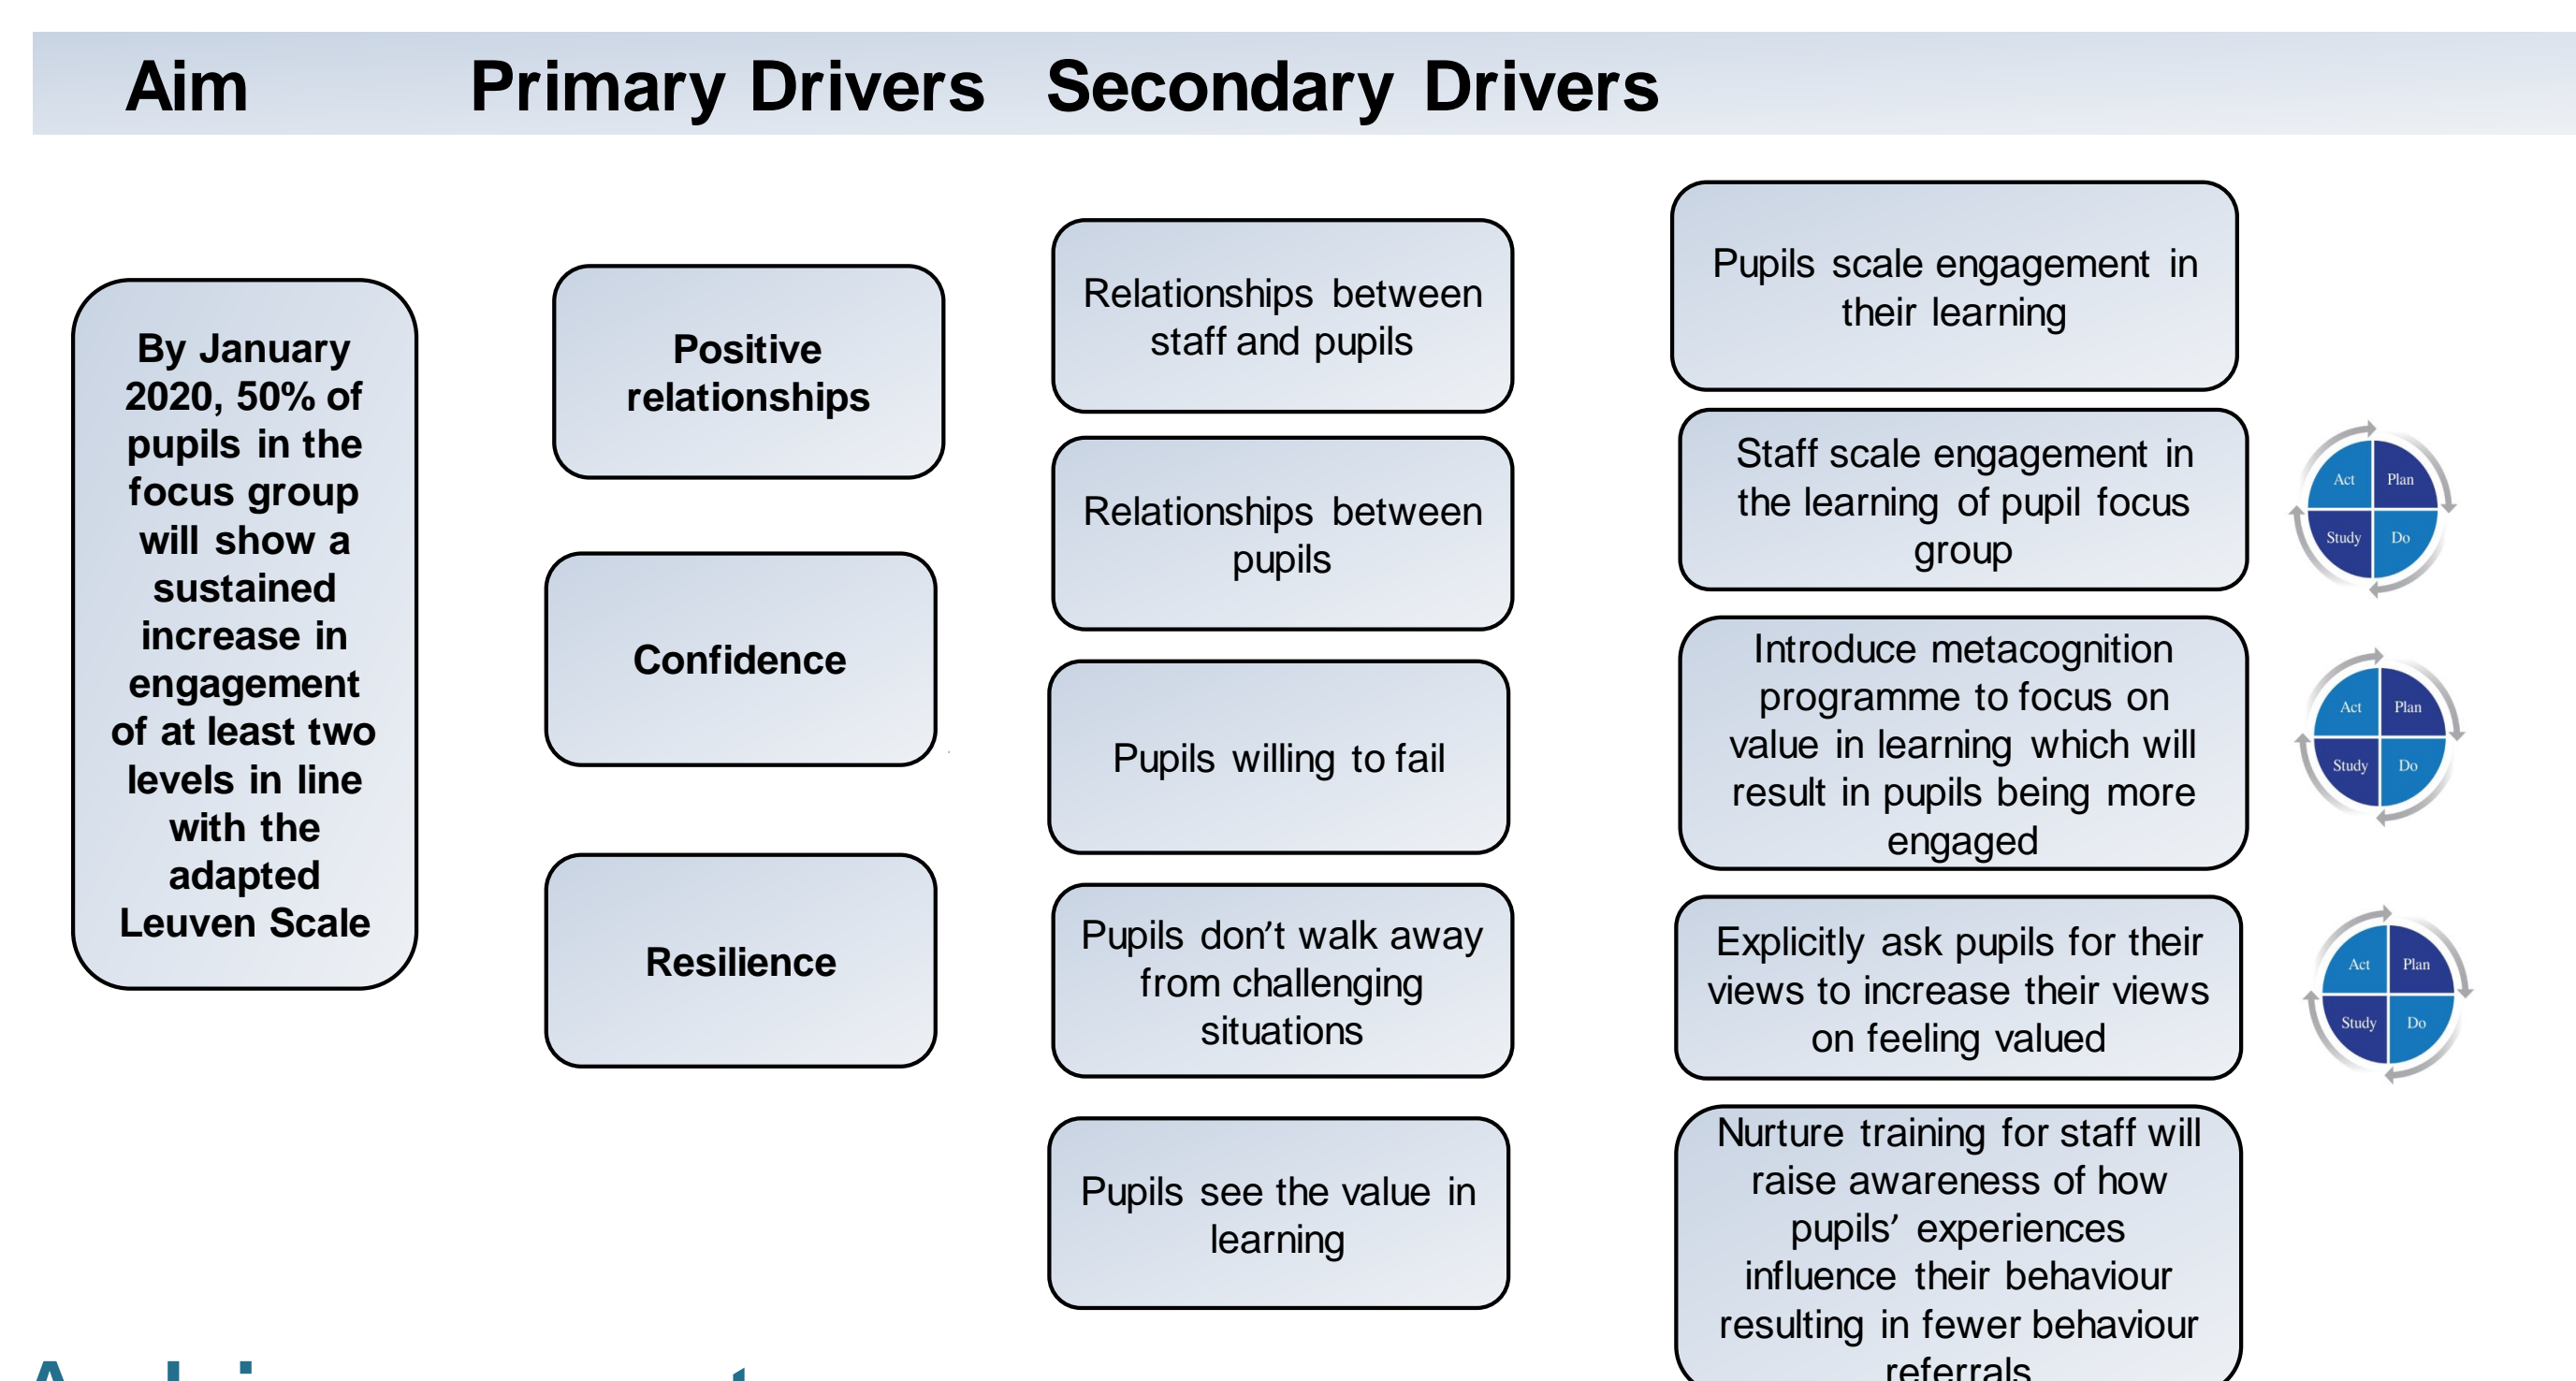 Aim Primary Drivers Secondary Drivers
By January
2020, 50% of
pupils in the
focus group
will show a
sustained
increase in
engagement
of at least two
levels in line
with the
adapted
Leuven Scale
Positive
relationships
Confidence
Resilience
Relationships between
staff and pupils
Relationships between
pupils
Pupils willing to fail
Pupils don’t walk away
from challenging
situations
Pupils see the value in
learning
Pupils scale engagement in
their learning
Staff scale engagement in
the learning of pupil focus
group
Act Plan
Study Do
Introduce metacognition
programme to focus on
value in learning which will
result in pupils being more
engaged
Act Plan
Study Do
Explicitly ask pupils for their
views to increase their views
on feeling valued
Act Plan
Study Do
Nurture training for staff will
raise awareness of how
pupils’ experiences
influence their behaviour
resulting in fewer behaviour
referrals